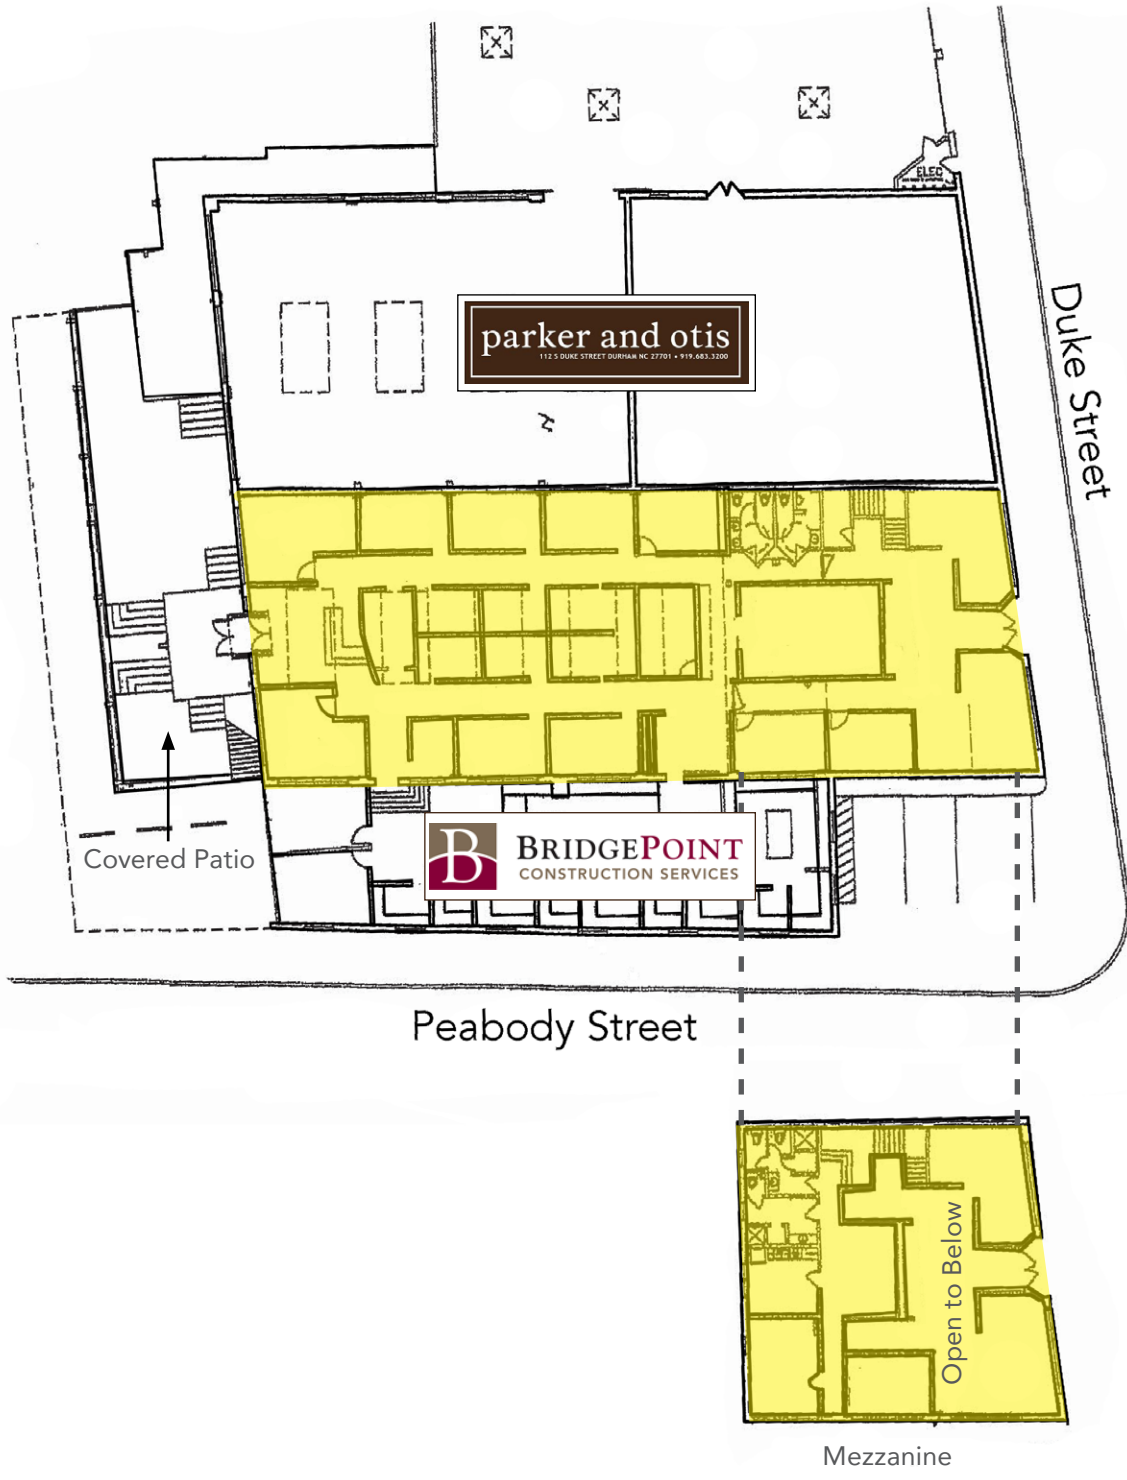 ELEC
parker and otis
112 S DUKE STREET DURHAM NC 27701 • 919.683.3200
Duke Street
Covered Patio
B
BRIDGEPOINT
CONSTRUCTION SERVICES
Peabody Street
Open to Below
Mezzanine